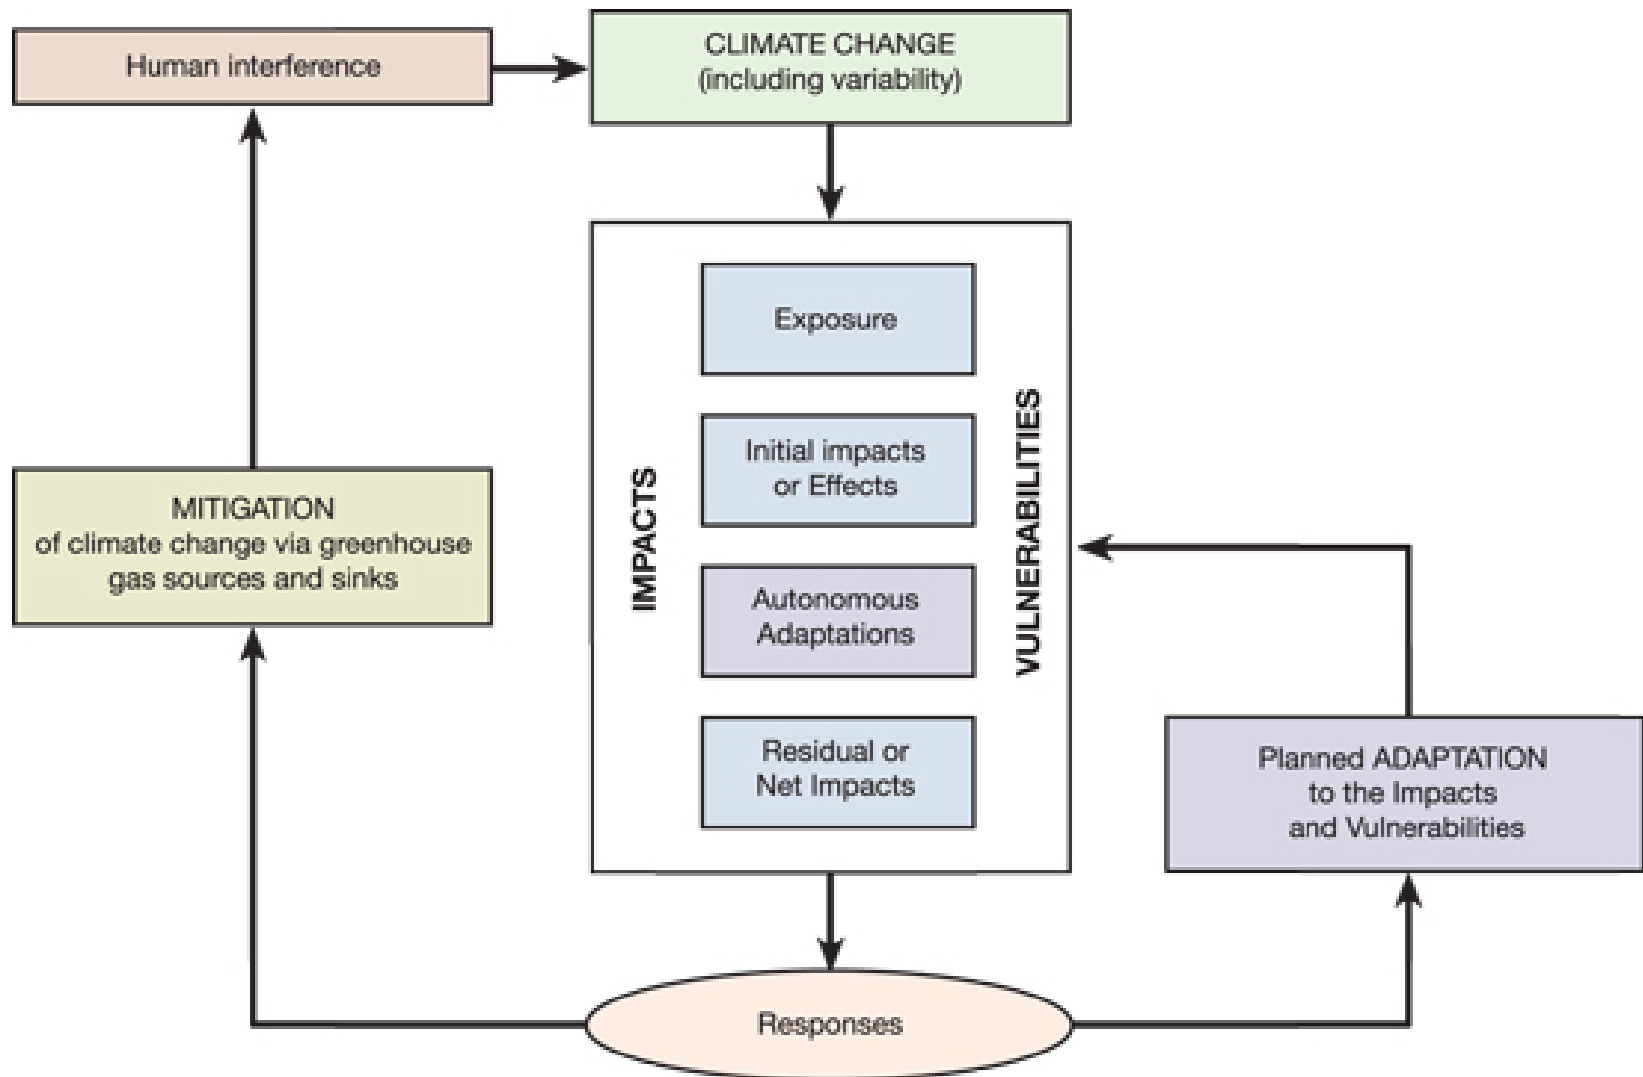 Human interference
CLIMATE CHANGE
(including variability)
Exposure
Initial impacts
or Effects
IMPACTS
VULNERABILITIES
Autonomous
Adaptations
MITIGATION
of climate change via greenhouse
gas sources and sinks
Residual or
Net Impacts
Planned ADAPTATION
to the Impacts
and Vulnerabilities
Responses